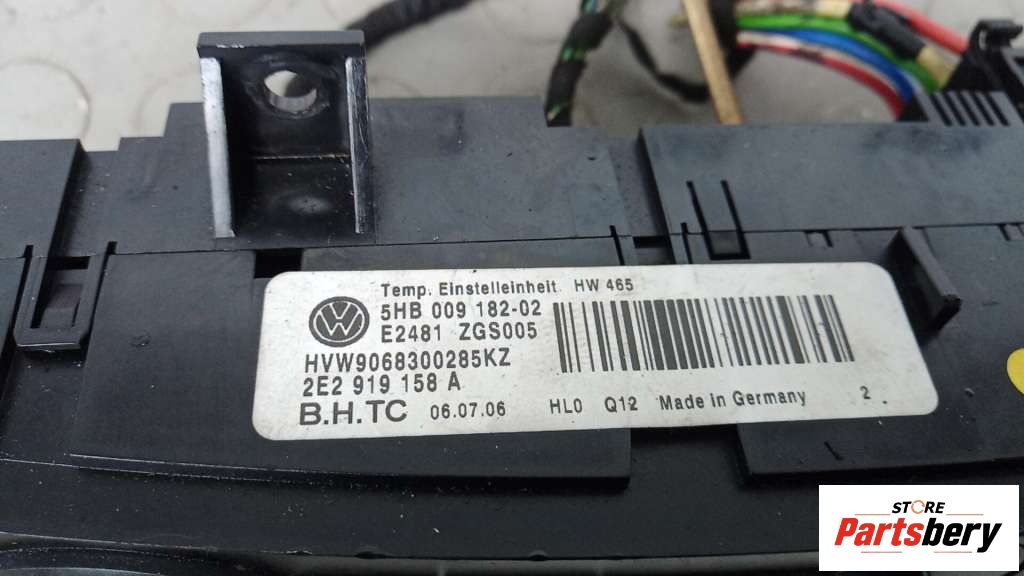 Temp. Einstelleinheit HW 465
5HB 009 182-02
E2481 ZGS005
HVW9068300285KZ
2E2 919 158 A
B.H.TC 06.07.06 HL0 Q12 Made in Germany 2
STORE
Partsbery